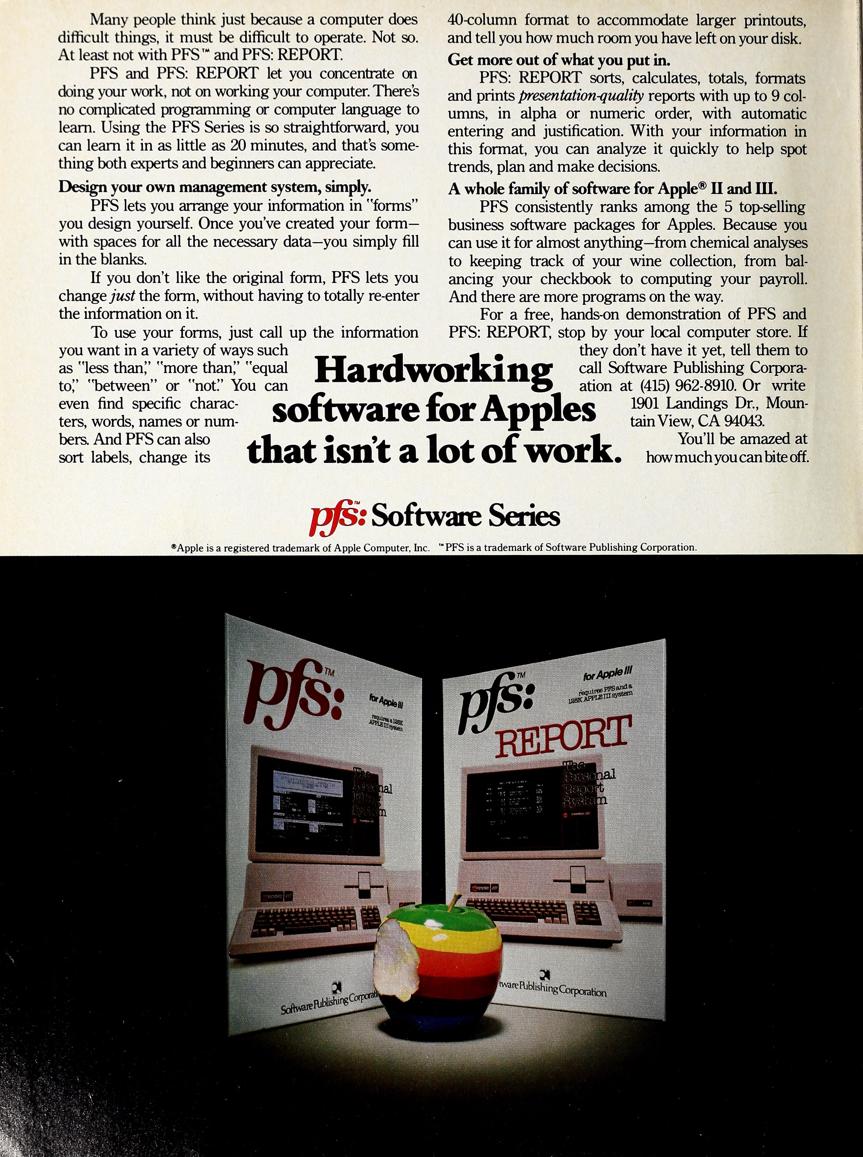 Many people think just because a computer does
difficult things, it must be difficult to operate. Not so.
At least not with PFS™ and PFS: REPORT.
PFS and PFS: REPORT let you concentrate on
doing your work, not on working your computer. There's
no complicated programming or computer language to
learn. Using the PFS Series is so straightforward, you
can learn it in as little as 20 minutes, and that's some-
thing both experts and beginners can appreciate.
Design your own management system, simply.
PFS lets you arrange your information in "forms"
you design yourself. Once you've created your form—
with spaces for all the necessary data—you simply fill
in the blanks.
If you don't like the original form, PFS lets you
change just the form, without having to totally re-enter
the information on it.
To use your forms, just call up the information
you want in a variety of ways such
as "less than," "more than," "equal
to," "between" or "not." You can
even find specific charac-
ters, words, names or num-
bers. And PFS can also
sort labels, change its
40-column format to accommodate larger printouts,
and tell you how much room you have left on your disk.
Get more out of what you put in.
PFS: REPORT sorts, calculates, totals, formats
and prints presentation-quality reports with up to 9 col-
umns, in alpha or numeric order, with automatic
entering and justification. With your information in
this format, you can analyze it quickly to help spot
trends, plan and make decisions.
A whole family of software for Apple® II and III.
PFS consistently ranks among the 5 top-selling
business software packages for Apples. Because you
can use it for almost anything—from chemical analyses
to keeping track of your wine collection, from bal-
ancing your checkbook to computing your payroll.
And there are more programs on the way.
For a free, hands-on demonstration of PFS and
PFS: REPORT, stop by your local computer store. If
they don't have it yet, tell them to
call Software Publishing Corpora-
ation at (415) 962-8910. Or write
1901 Landings Dr., Moun-
tain View, CA 94043.
You'll be amazed at
how much you can bite off.
Hardworking
software for Apples
that isn't a lot of work.
pfs:™ Software Series
®Apple is a registered trademark of Apple Computer, Inc. ™PFS is a trademark of Software Publishing Corporation.
pfs:™
for Apple III
requires a 128K
APPLE III system
Software Publishing Corporat
pfs:™
for Apple III
requires PFS and a
128K APPLE III system
REPORT
The
Personal
Report
System
tware Publishing Corporation